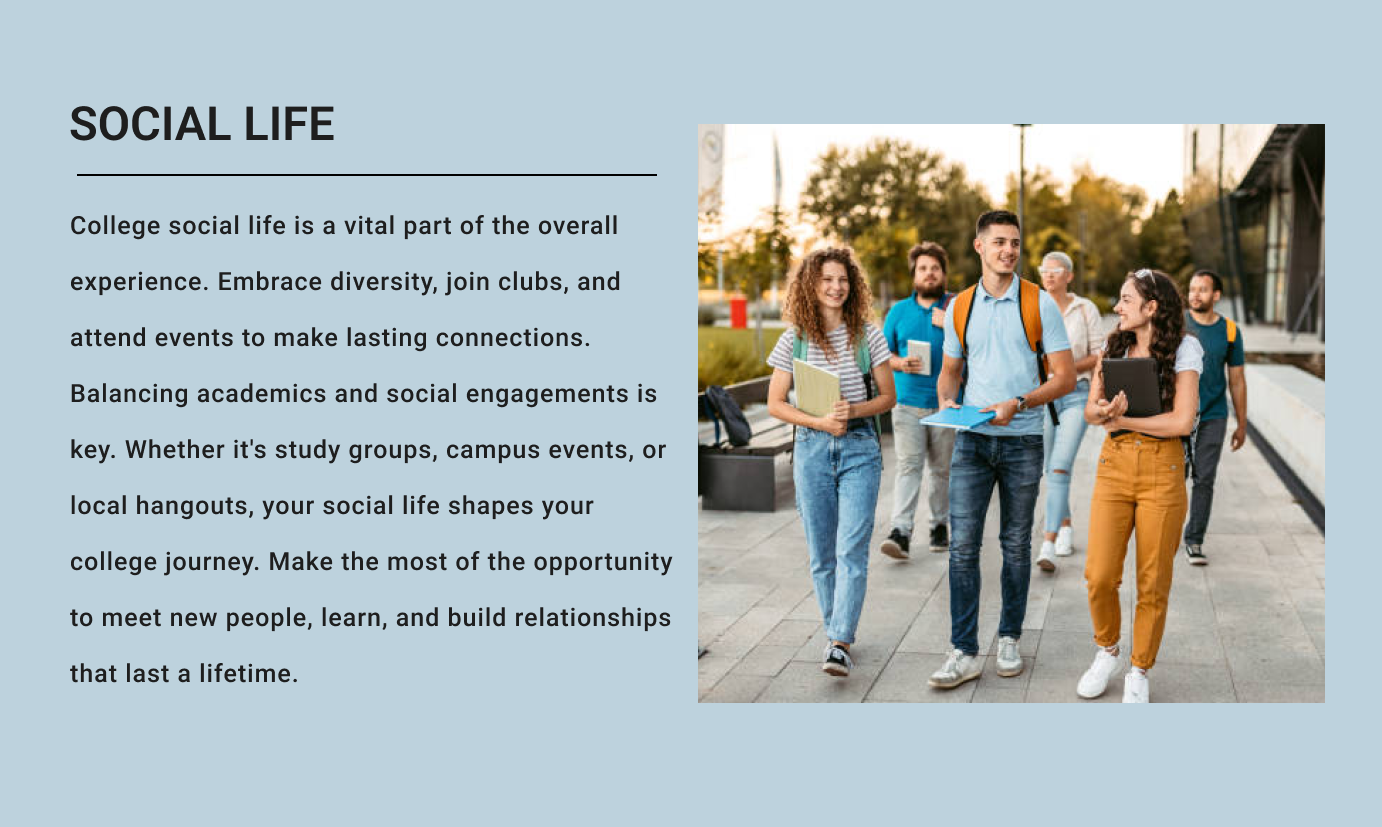 SOCIAL LIFE
College social life is a vital part of the overall
experience. Embrace diversity, join clubs, and
attend events to make lasting connections.
Balancing academics and social engagements is
key. Whether it's study groups, campus events, or
local hangouts, your social life shapes your
college journey. Make the most of the opportunity
to meet new people, learn, and build relationships
that last a lifetime.